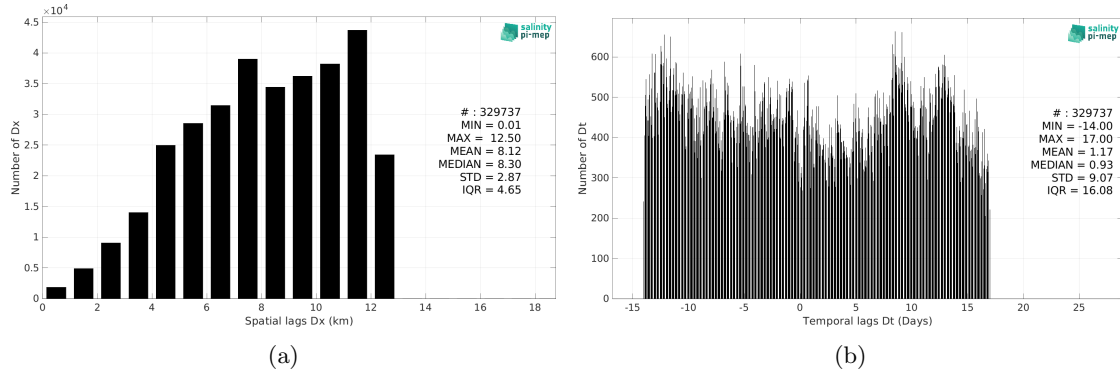 ×10⁴
4.5
4
3.5
3
2.5
2
1.5
1
0.5
0
Number of Dx
0 2 4 6 8 10 12 14 16 18
Spatial lags Dx (km)
salinity
pi-mep
# : 329737
MIN = 0.01
MAX = 12.50
MEAN = 8.12
MEDIAN = 8.30
STD = 2.87
IQR = 4.65
(a)
600
500
400
300
200
100
0
Number of Dt
-15 -10 -5 0 5 10 15 20 25
Temporal lags Dt (Days)
salinity
pi-mep
# : 329737
MIN = -14.00
MAX = 17.00
MEAN = 1.17
MEDIAN = 0.93
STD = 9.07
IQR = 16.08
(b)